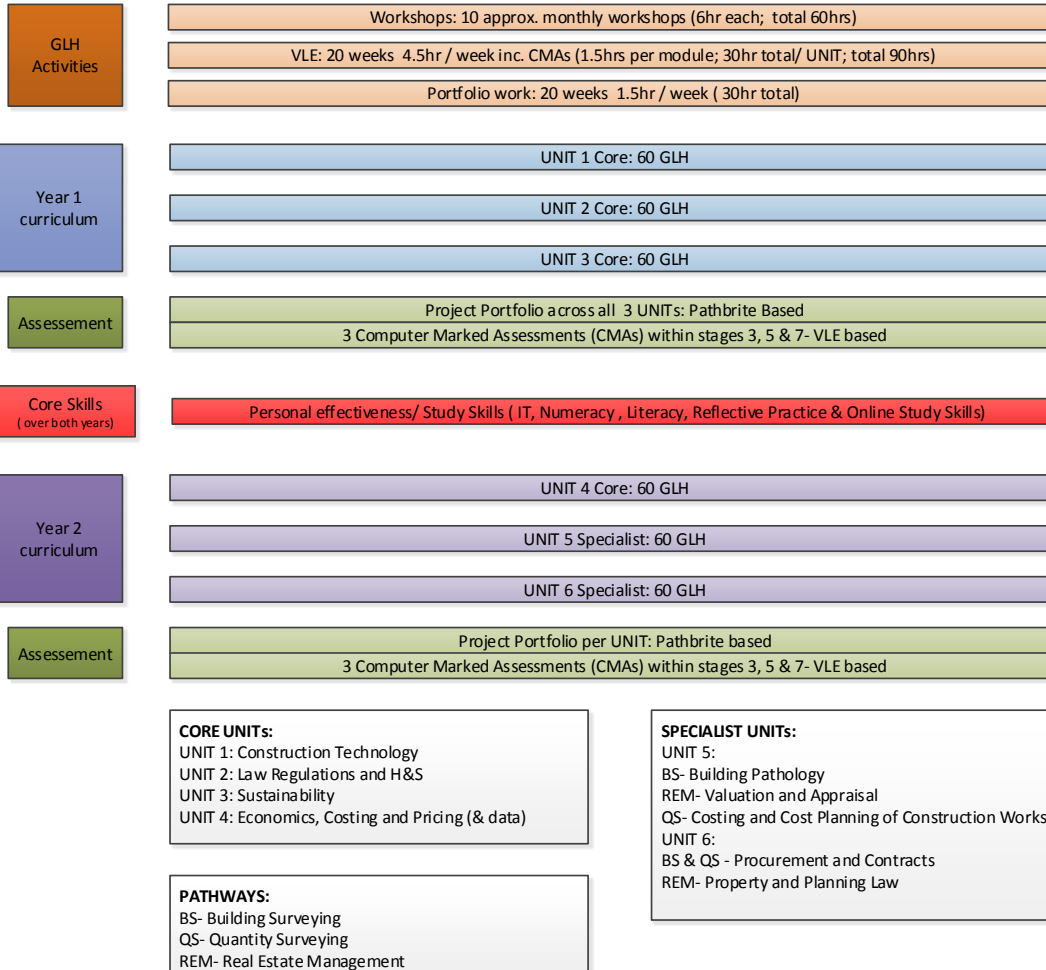 GLH
Activities
Workshops: 10 approx. monthly workshops (6hr each; total 60hrs)
VLE: 20 weeks 4.5hr / week inc. CMAs (1.5hrs per module; 30hr total/ UNIT; total 90hrs)
Portfolio work: 20 weeks 1.5hr / week ( 30hr total)
Year 1
curriculum
UNIT 1 Core: 60 GLH
UNIT 2 Core: 60 GLH
UNIT 3 Core: 60 GLH
Assessement
Project Portfolio across all 3 UNITs: Pathbrite Based
3 Computer Marked Assessments (CMAs) within stages 3, 5 & 7- VLE based
Core Skills
( over both years)
Personal effectiveness/ Study Skills ( IT, Numeracy , Literacy, Reflective Practice & Online Study Skills)
Year 2
curriculum
UNIT 4 Core: 60 GLH
UNIT 5 Specialist: 60 GLH
UNIT 6 Specialist: 60 GLH
Assessement
Project Portfolio per UNIT: Pathbrite based
3 Computer Marked Assessments (CMAs) within stages 3, 5 & 7- VLE based
CORE UNITs:
UNIT 1: Construction Technology
UNIT 2: Law Regulations and H&S
UNIT 3: Sustainability
UNIT 4: Economics, Costing and Pricing (& data)
SPECIALIST UNITs:
UNIT 5:
BS- Building Pathology
REM- Valuation and Appraisal
QS- Costing and Cost Planning of Construction Works
UNIT 6:
BS & QS - Procurement and Contracts
REM- Property and Planning Law
PATHWAYS:
BS- Building Surveying
QS- Quantity Surveying
REM- Real Estate Management